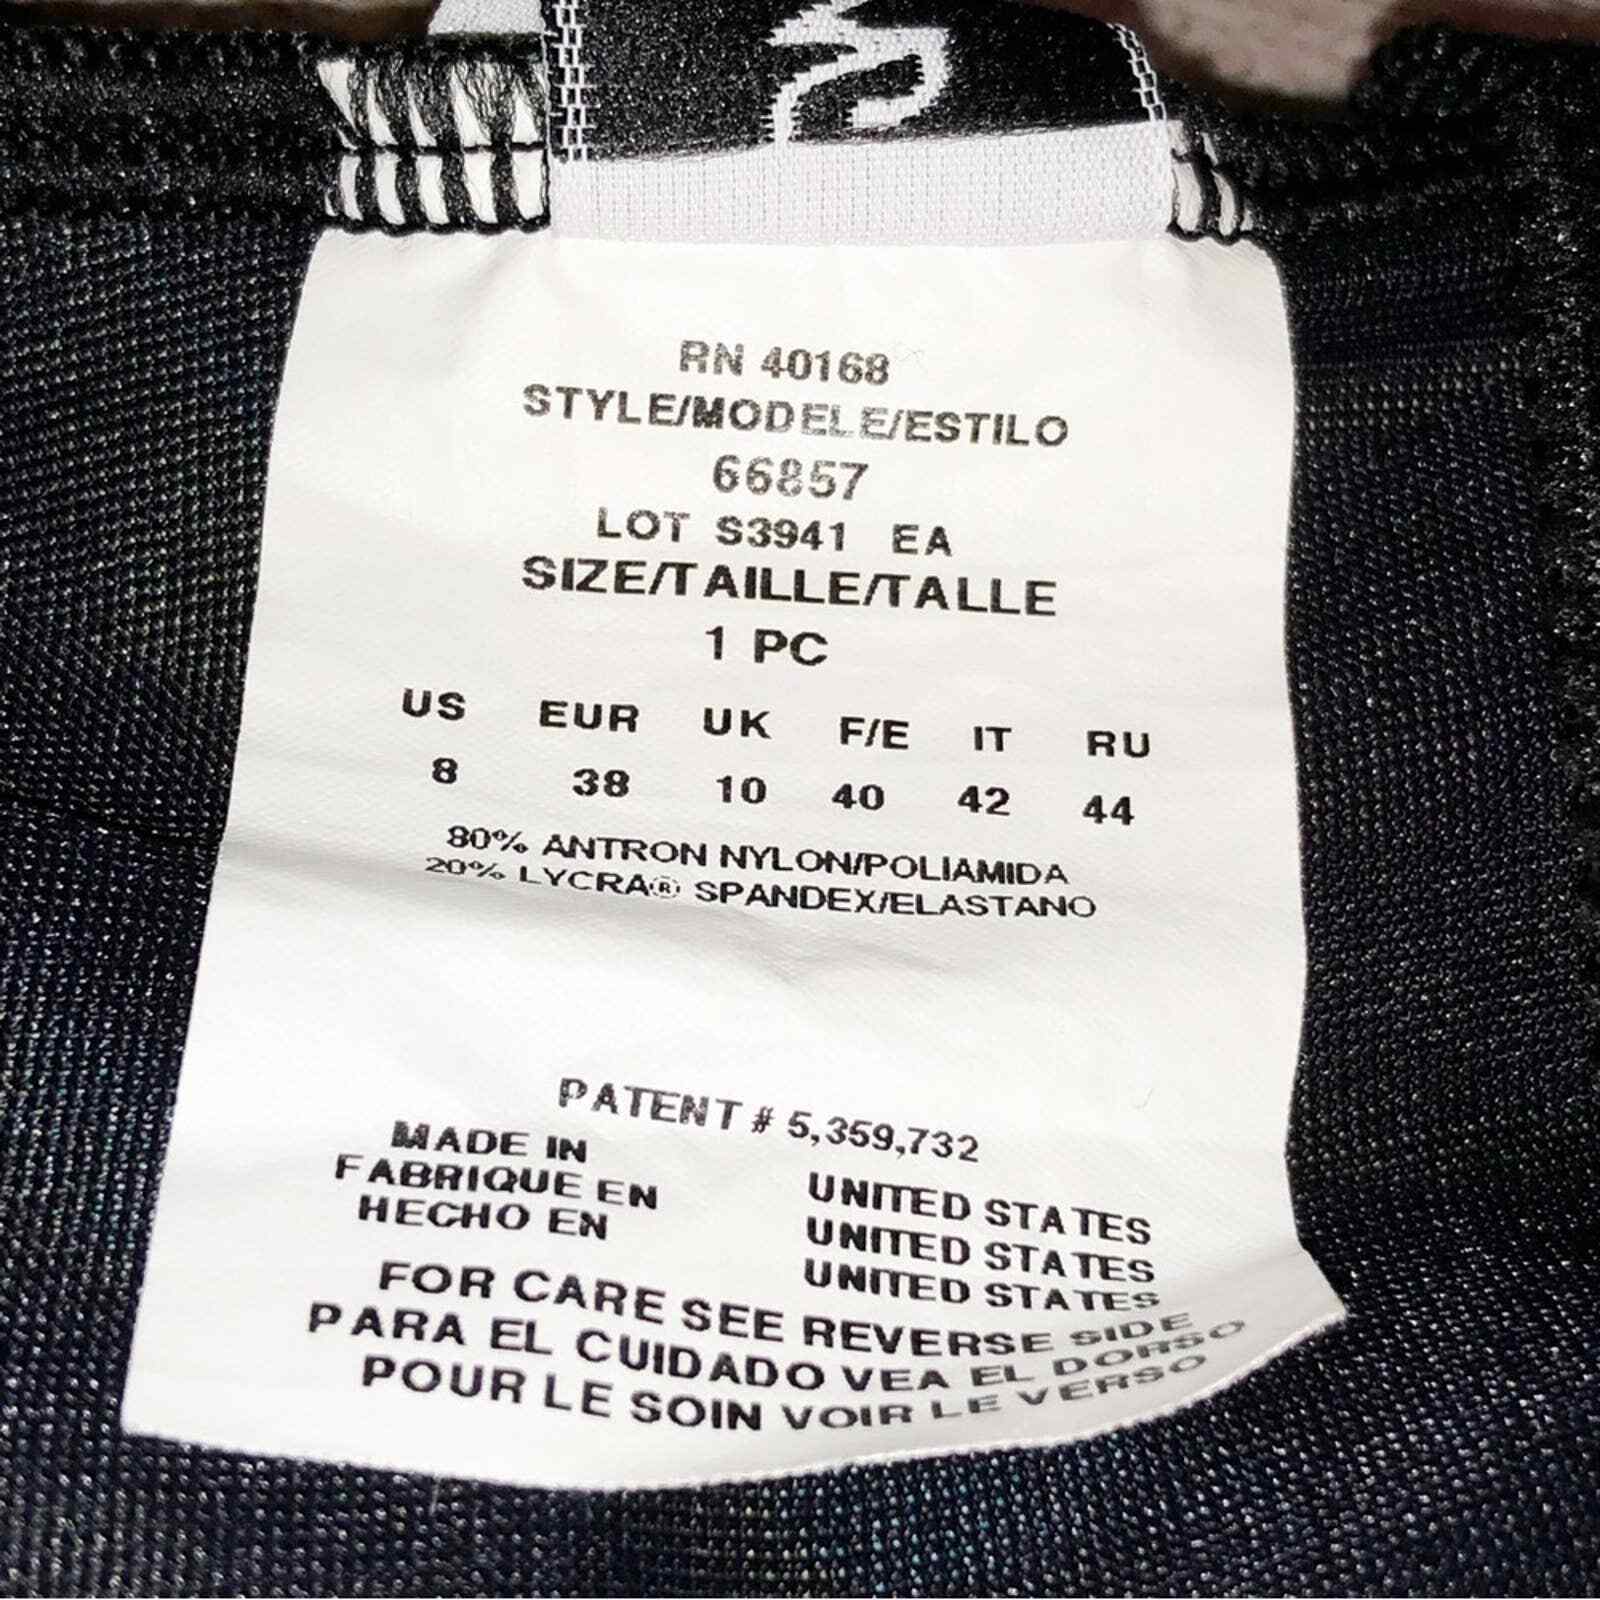 RN 40168
STYLE/MODELE/ESTILO
66857
LOT S3941 EA
SIZE/TAILLE/TALLE
1 PC
US EUR UK F/E IT RU
8 38 10 40 42 44
80% ANTRON NYLON/POLIAMIDA
20% LYCRA® SPANDEX/ELASTANO
PATENT # 5,359,732
MADE IN UNITED STATES
FABRIQUE EN UNITED STATES
HECHO EN UNITED STATES
FOR CARE SEE REVERSE SIDE
PARA EL CUIDADO VEA EL DORSO
POUR LE SOIN VOIR LE VERSO